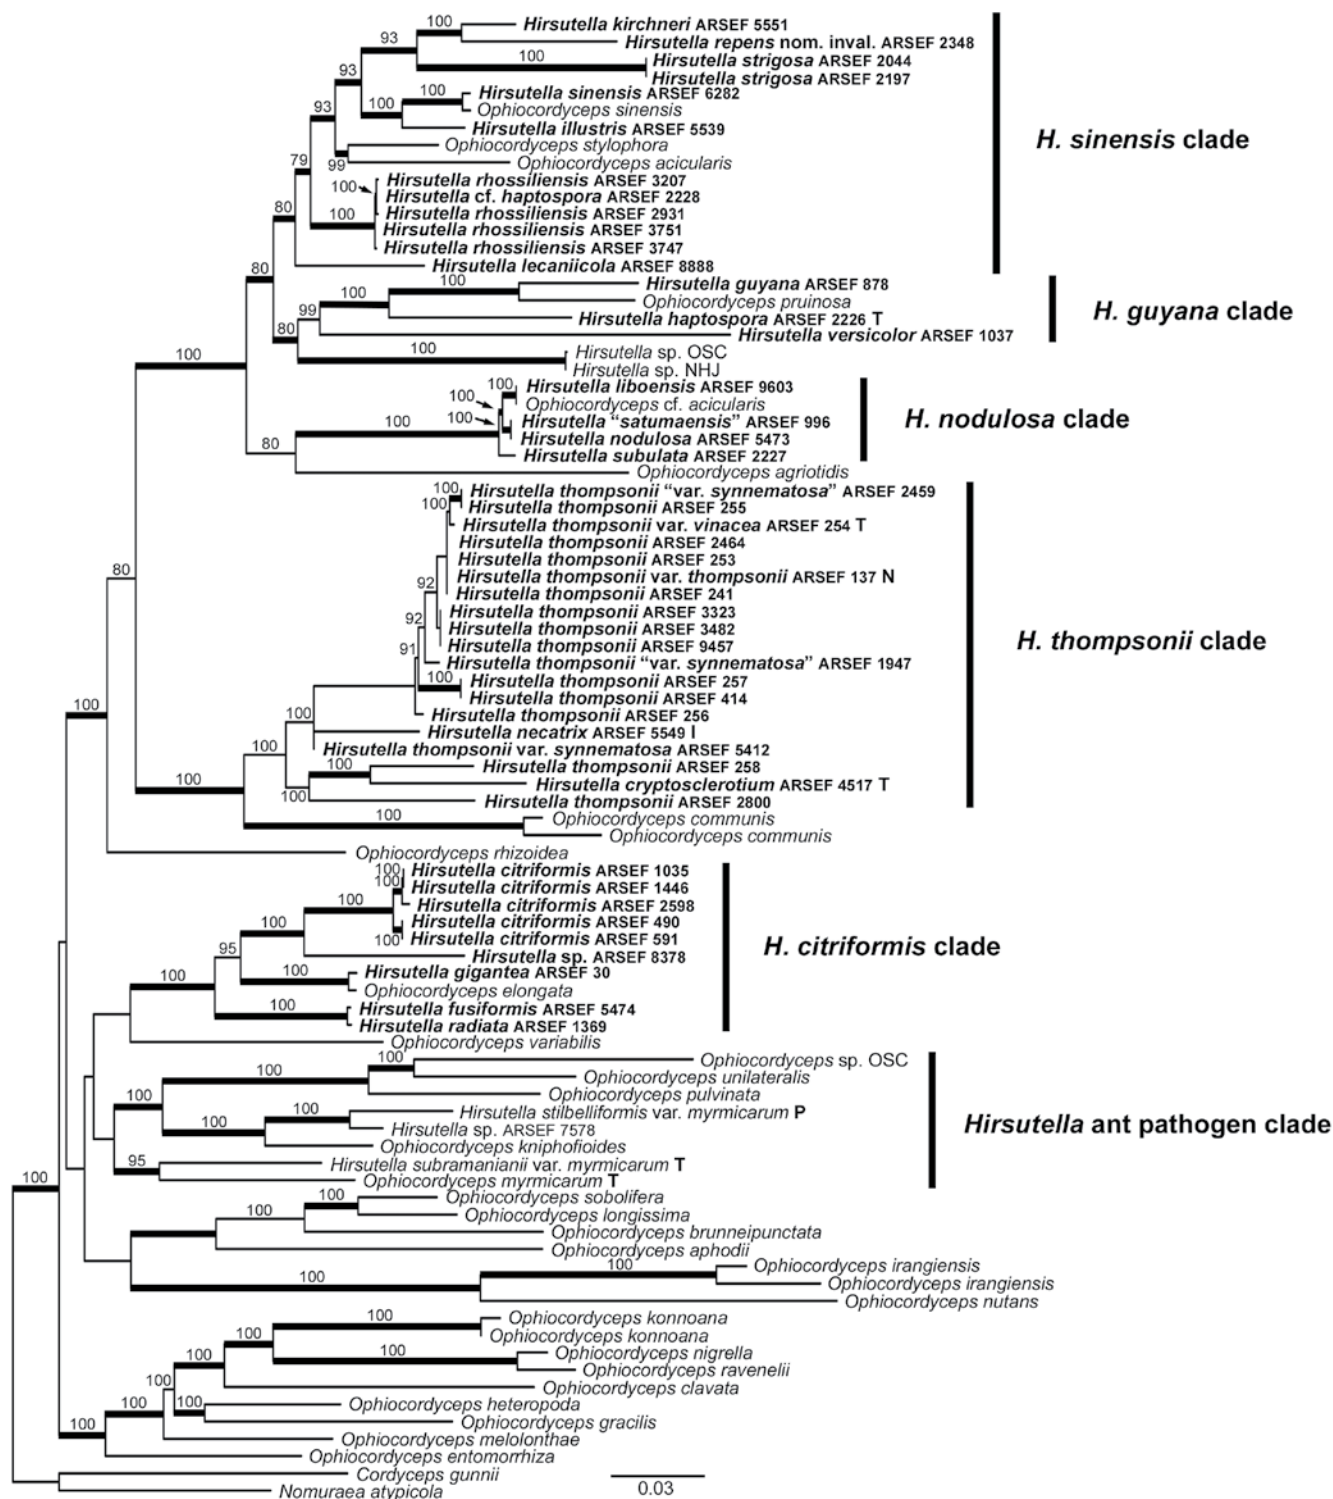 100
Hirsutella kirchneri ARSEF 5551
93
Hirsutella repens nom. inval. ARSEF 2348
100
Hirsutella strigosa ARSEF 2044
93
Hirsutella strigosa ARSEF 2197
100
Hirsutella sinensis ARSEF 6282
93
100
Ophiocordyceps sinensis
Hirsutella illustris ARSEF 5539
H. sinensis clade
Ophiocordyceps stylophora
79
99
Ophiocordyceps acicularis
100
Hirsutella rhossiliensis ARSEF 3207
Hirsutella cf. haptospora ARSEF 2228
80
100
Hirsutella rhossiliensis ARSEF 2931
Hirsutella rhossiliensis ARSEF 3751
Hirsutella rhossiliensis ARSEF 3747
80
Hirsutella lecaniicola ARSEF 8888
100
Hirsutella guyana ARSEF 878
100
Ophiocordyceps pruinosa
H. guyana clade
99
Hirsutella haptospora ARSEF 2226 T
80
Hirsutella versicolor ARSEF 1037
100
100
Hirsutella sp. OSC
Hirsutella sp. NHJ
100
Hirsutella liboensis ARSEF 9603
100
Ophiocordyceps cf. acicularis
100
Hirsutella “satumaensis” ARSEF 996
H. nodulosa clade
100
Hirsutella nodulosa ARSEF 5473
80
Hirsutella subulata ARSEF 2227
Ophiocordyceps agriotidis
100
Hirsutella thompsonii “var. synnematosa” ARSEF 2459
100
Hirsutella thompsonii ARSEF 255
Hirsutella thompsonii var. vinacea ARSEF 254 T
Hirsutella thompsonii ARSEF 2464
Hirsutella thompsonii ARSEF 253
80
92
Hirsutella thompsonii var. thompsonii ARSEF 137 N
Hirsutella thompsonii ARSEF 241
92
Hirsutella thompsonii ARSEF 3323
Hirsutella thompsonii ARSEF 3482
H. thompsonii clade
91
Hirsutella thompsonii ARSEF 9457
Hirsutella thompsonii “var. synnematosa” ARSEF 1947
100
Hirsutella thompsonii ARSEF 257
Hirsutella thompsonii ARSEF 414
100
100
Hirsutella thompsonii ARSEF 256
Hirsutella necatrix ARSEF 5549 I
100
Hirsutella thompsonii var. synnematosa ARSEF 5412
100
Hirsutella thompsonii ARSEF 258
100
Hirsutella cryptosclerotium ARSEF 4517 T
100
Hirsutella thompsonii ARSEF 2800
100
Ophiocordyceps communis
Ophiocordyceps communis
Ophiocordyceps rhizoidea
100
Hirsutella citriformis ARSEF 1035
100
Hirsutella citriformis ARSEF 1446
100
Hirsutella citriformis ARSEF 2598
100
Hirsutella citriformis ARSEF 490
100
Hirsutella citriformis ARSEF 591
H. citriformis clade
95
Hirsutella sp. ARSEF 8378
100
100
Hirsutella gigantea ARSEF 30
Ophiocordyceps elongata
100
Hirsutella fusiformis ARSEF 5474
Hirsutella radiata ARSEF 1369
Ophiocordyceps variabilis
100
Ophiocordyceps sp. OSC
100
Ophiocordyceps unilateralis
Ophiocordyceps pulvinata
100
100
Hirsutella stilbelliformis var. myrmicarum P
100
Hirsutella sp. ARSEF 7578
Hirsutella ant pathogen clade
Ophiocordyceps kniphofioides
95
Hirsutella subramanianii var. myrmicarum T
100
Ophiocordyceps myrmicarum T
100
Ophiocordyceps sobolifera
100
Ophiocordyceps longissima
Ophiocordyceps brunneipunctata
Ophiocordyceps aphodii
100
Ophiocordyceps irangiensis
100
Ophiocordyceps irangiensis
Ophiocordyceps nutans
100
Ophiocordyceps konnoana
100
Ophiocordyceps konnoana
100
Ophiocordyceps nigrella
100
Ophiocordyceps ravenelii
100
Ophiocordyceps clavata
100
100
Ophiocordyceps heteropoda
100
Ophiocordyceps gracilis
Ophiocordyceps melolonthae
Ophiocordyceps entomorrhiza
Cordyceps gunnii
0.03
Nomuraea atypicola